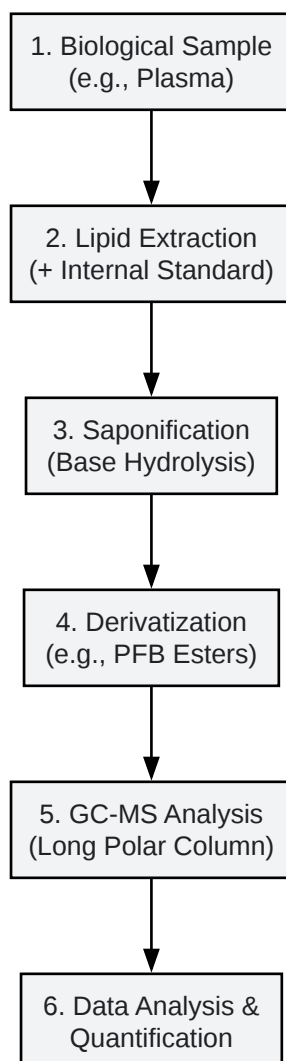 1. Biological Sample
(e.g., Plasma)
2. Lipid Extraction
(+ Internal Standard)
3. Saponification
(Base Hydrolysis)
4. Derivatization
(e.g., PFB Esters)
5. GC-MS Analysis
(Long Polar Column)
6. Data Analysis &
Quantification